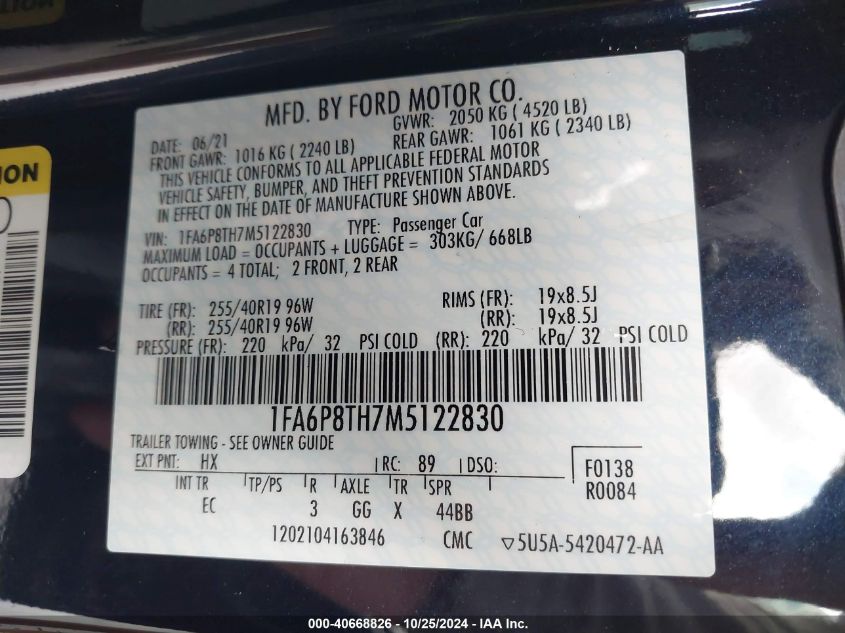 MFD. BY FORD MOTOR CO.
DATE: 06/21 GVWR: 2050 KG ( 4520 LB)
FRONT GAWR: 1016 KG ( 2240 LB) REAR GAWR: 1061 KG ( 2340 LB)
THIS VEHICLE CONFORMS TO ALL APPLICABLE FEDERAL MOTOR
VEHICLE SAFETY, BUMPER, AND THEFT PREVENTION STANDARDS
IN EFFECT ON THE DATE OF MANUFACTURE SHOWN ABOVE.
VIN: 1FA6P8TH7M5122830 TYPE: Passenger Car
MAXIMUM LOAD = OCCUPANTS + LUGGAGE = 303KG/ 668LB
OCCUPANTS = 4 TOTAL; 2 FRONT, 2 REAR
TIRE (FR): 255/40R19 96W RIMS (FR): 19x8.5J
(RR): 255/40R19 96W (RR): 19x8.5J
PRESSURE (FR): 220 kPa/ 32 PSI COLD (RR): 220 kPa/ 32 PSI COLD
1FA6P8TH7M5122830
TRAILER TOWING - SEE OWNER GUIDE
EXT PNT: HX RC: 89 DSO: F0138
INT TR TP/PS R AXLE TR SPR R0084
EC 3 GG X 44BB
1202104163846 CMC ▽5U5A-5420472-AA
000-40668826 - 10/25/2024 - IAA Inc.